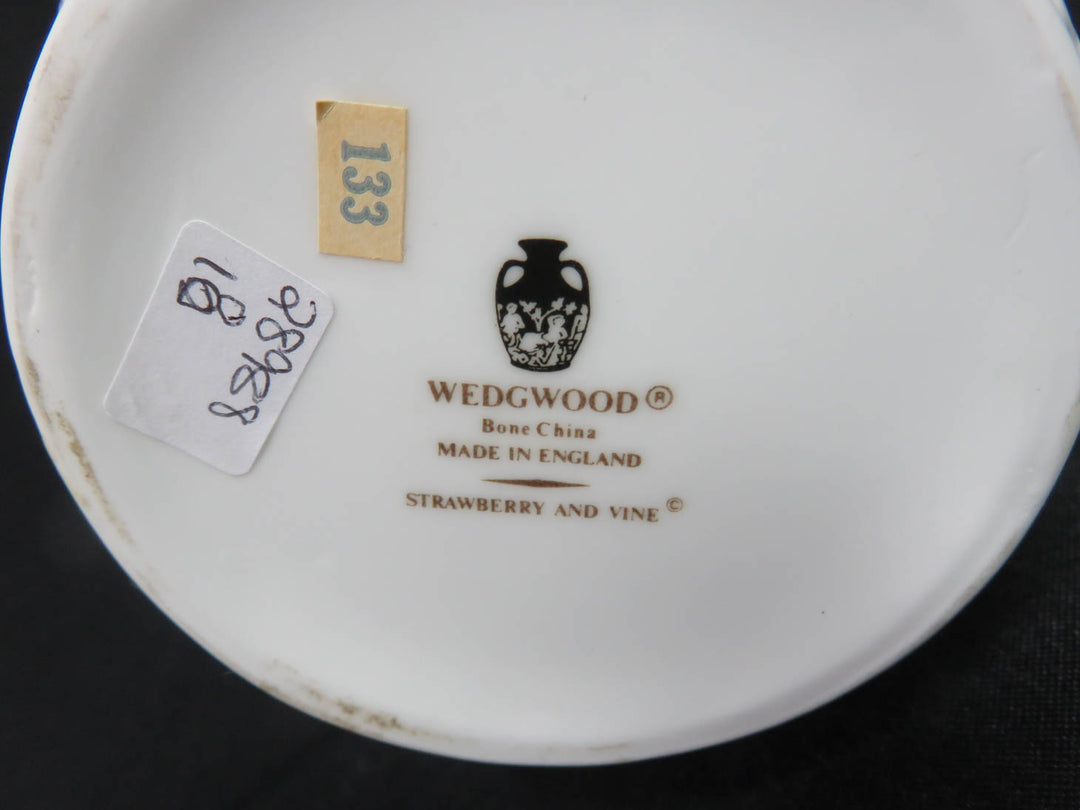 133
WEDGWOOD®
Bone China
MADE IN ENGLAND
STRAWBERRY AND VINE ©